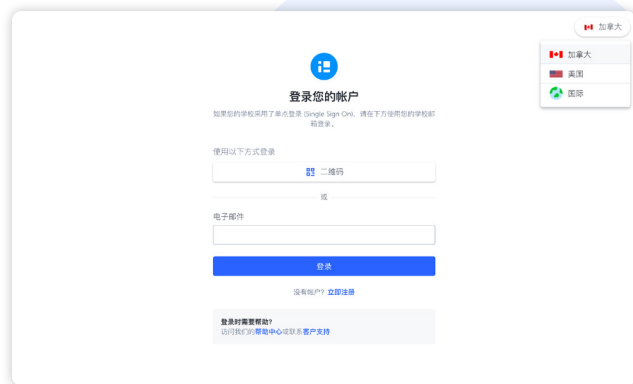 加拿大
加拿大
美国
国际
登录您的帐户
如果您的学校采用了单点登录 (Single Sign On)，请在下方使用您的学校邮
箱登录。
使用以下方式登录
二维码
或
电子邮件
登录
没有帐户？立即注册
登录时需要帮助?
访问我们的帮助中心或联系客户支持